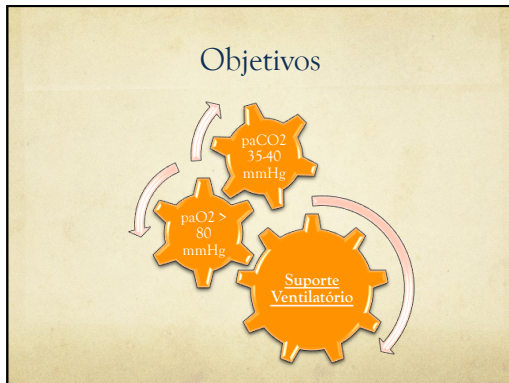 Objetivos
paCO2
35-40
mmHg
paO2 >
80
mmHg
Suporte
Ventilatório